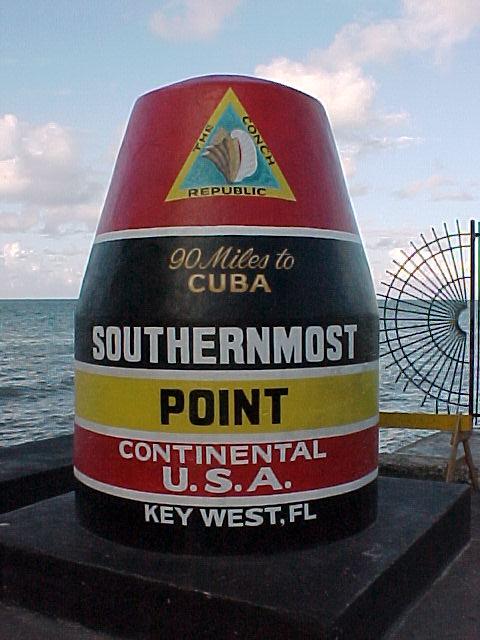 THE CONCH
REPUBLIC
90 Miles to
CUBA
SOUTHERNMOST
POINT
CONTINENTAL
U.S.A.
KEY WEST, FL